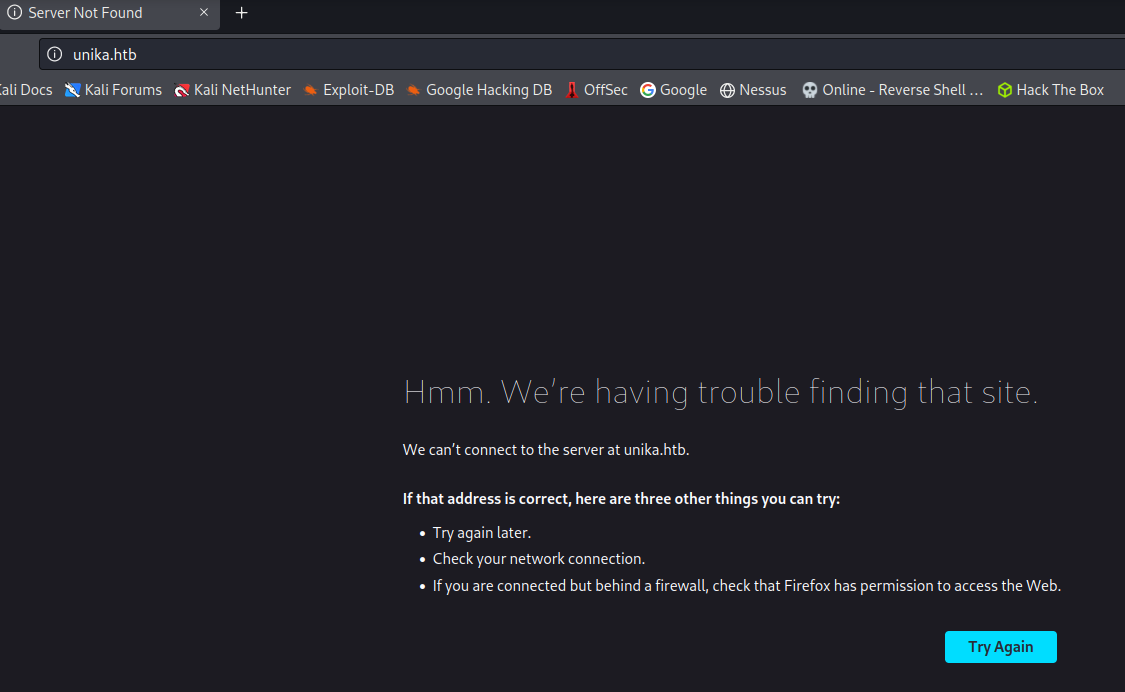 Server Not Found
unika.htb
Kali Docs Kali Forums Kali NetHunter Exploit-DB Google Hacking DB OffSec Google Nessus Online - Reverse Shell … Hack The Box
Hmm. We’re having trouble finding that site.
We can’t connect to the server at unika.htb.
If that address is correct, here are three other things you can try:
• Try again later.
• Check your network connection.
• If you are connected but behind a firewall, check that Firefox has permission to access the Web.
Try Again